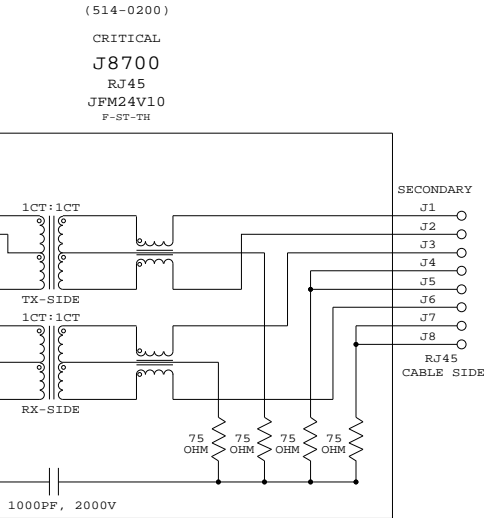 (514-0200)
CRITICAL
J8700
RJ45
JFM24V10
F-ST-TH
SECONDARY
1CT:1CT
J1
J2
J3
J4
J5
TX-SIDE
J6
1CT:1CT
J7
J8
RJ45
CABLE SIDE
RX-SIDE
75 75 75 75
OHM OHM OHM OHM
1000PF, 2000V